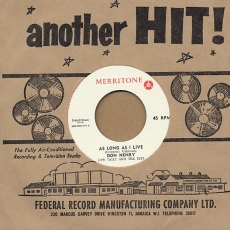 another HIT!
MERRITONE
45 RPM
AS LONG AS I LIVE
DON HENRY
The Fully Air-Conditioned
Recording & Television Studio
FEDERAL RECORD MANUFACTURING COMPANY LTD.
220 MARCUS GARVEY DRIVE KINGSTON 11, JAMAICA W.I. TELEPHONE